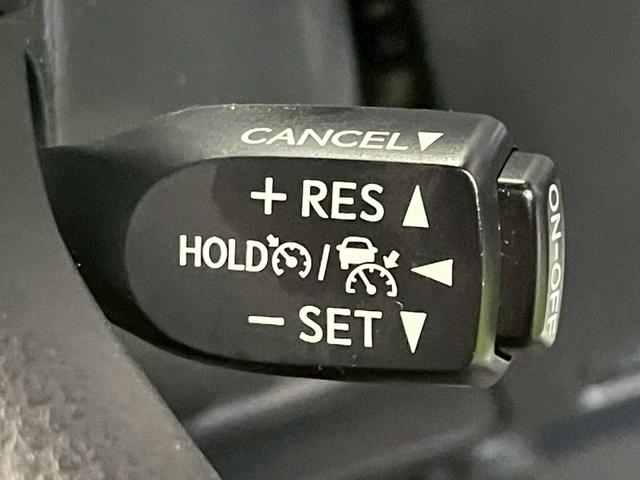 CANCEL▼
+ RES ▲
HOLD / ◀
− SET ▼
ON-OFF